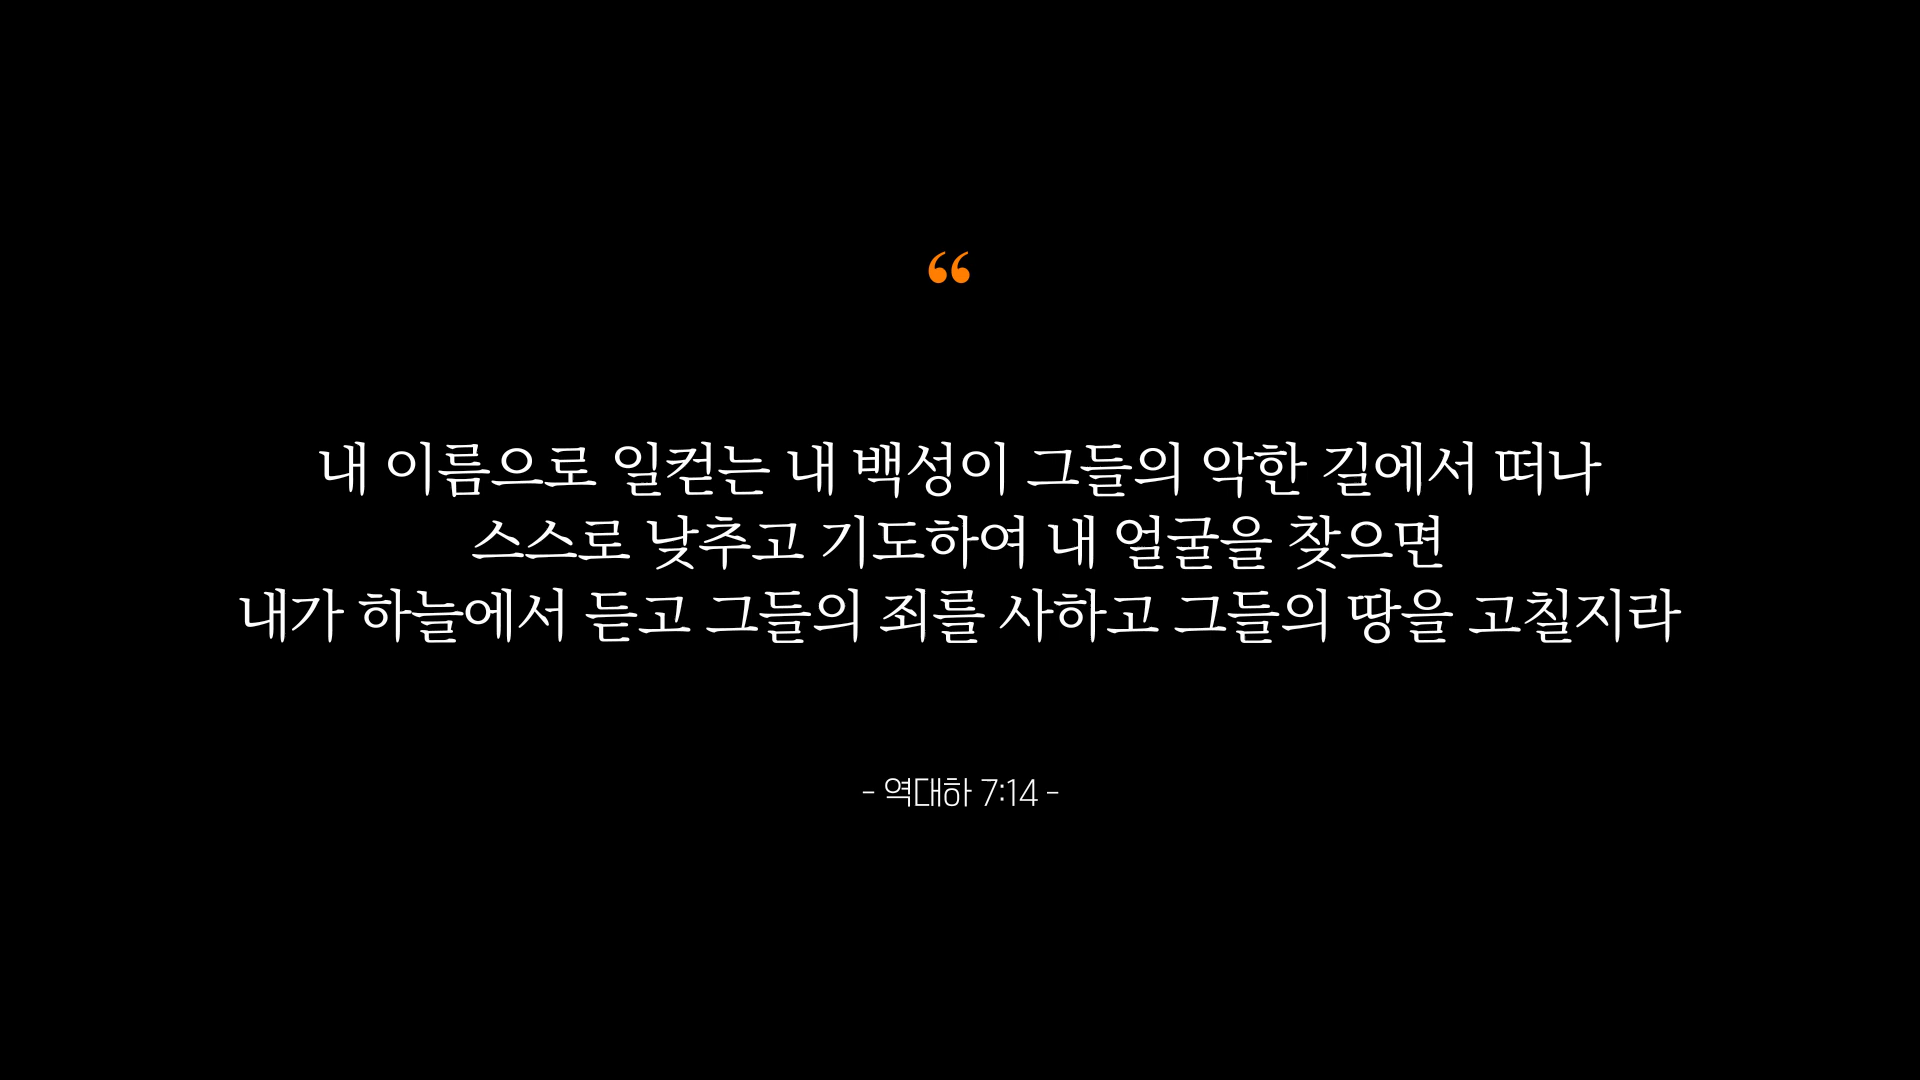 “
내 이름으로 일컫는 내 백성이 그들의 악한 길에서 떠나
스스로 낮추고 기도하여 내 얼굴을 찾으면
내가 하늘에서 듣고 그들의 죄를 사하고 그들의 땅을 고칠지라
- 역대하 7:14 -